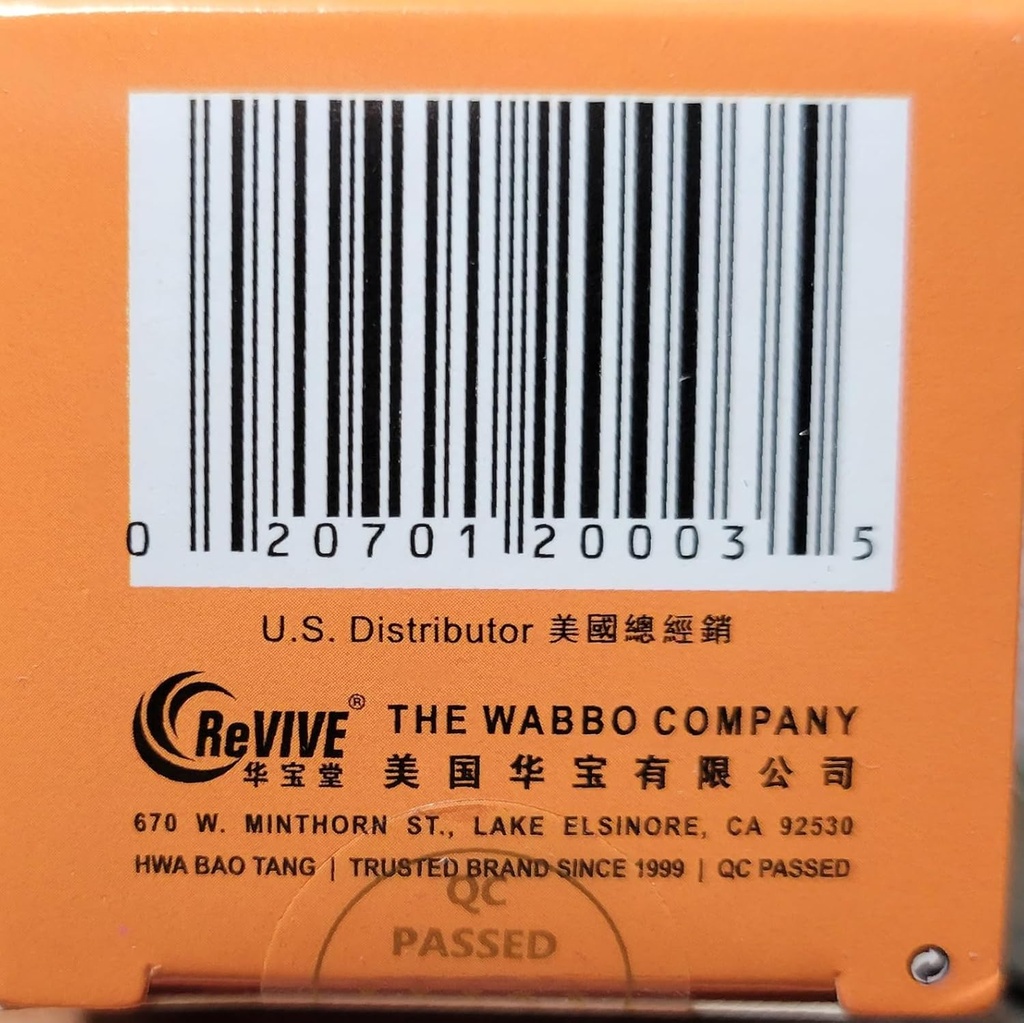 0 20701 20003 5
U.S. Distributor 美國總經銷
ReVIVE® THE WABBO COMPANY
华宝堂 美国华宝有限公司
670 W. MINTHORN ST., LAKE ELSINORE, CA 92530
HWA BAO TANG | TRUSTED BRAND SINCE 1999 | QC PASSED
QC
PASSED